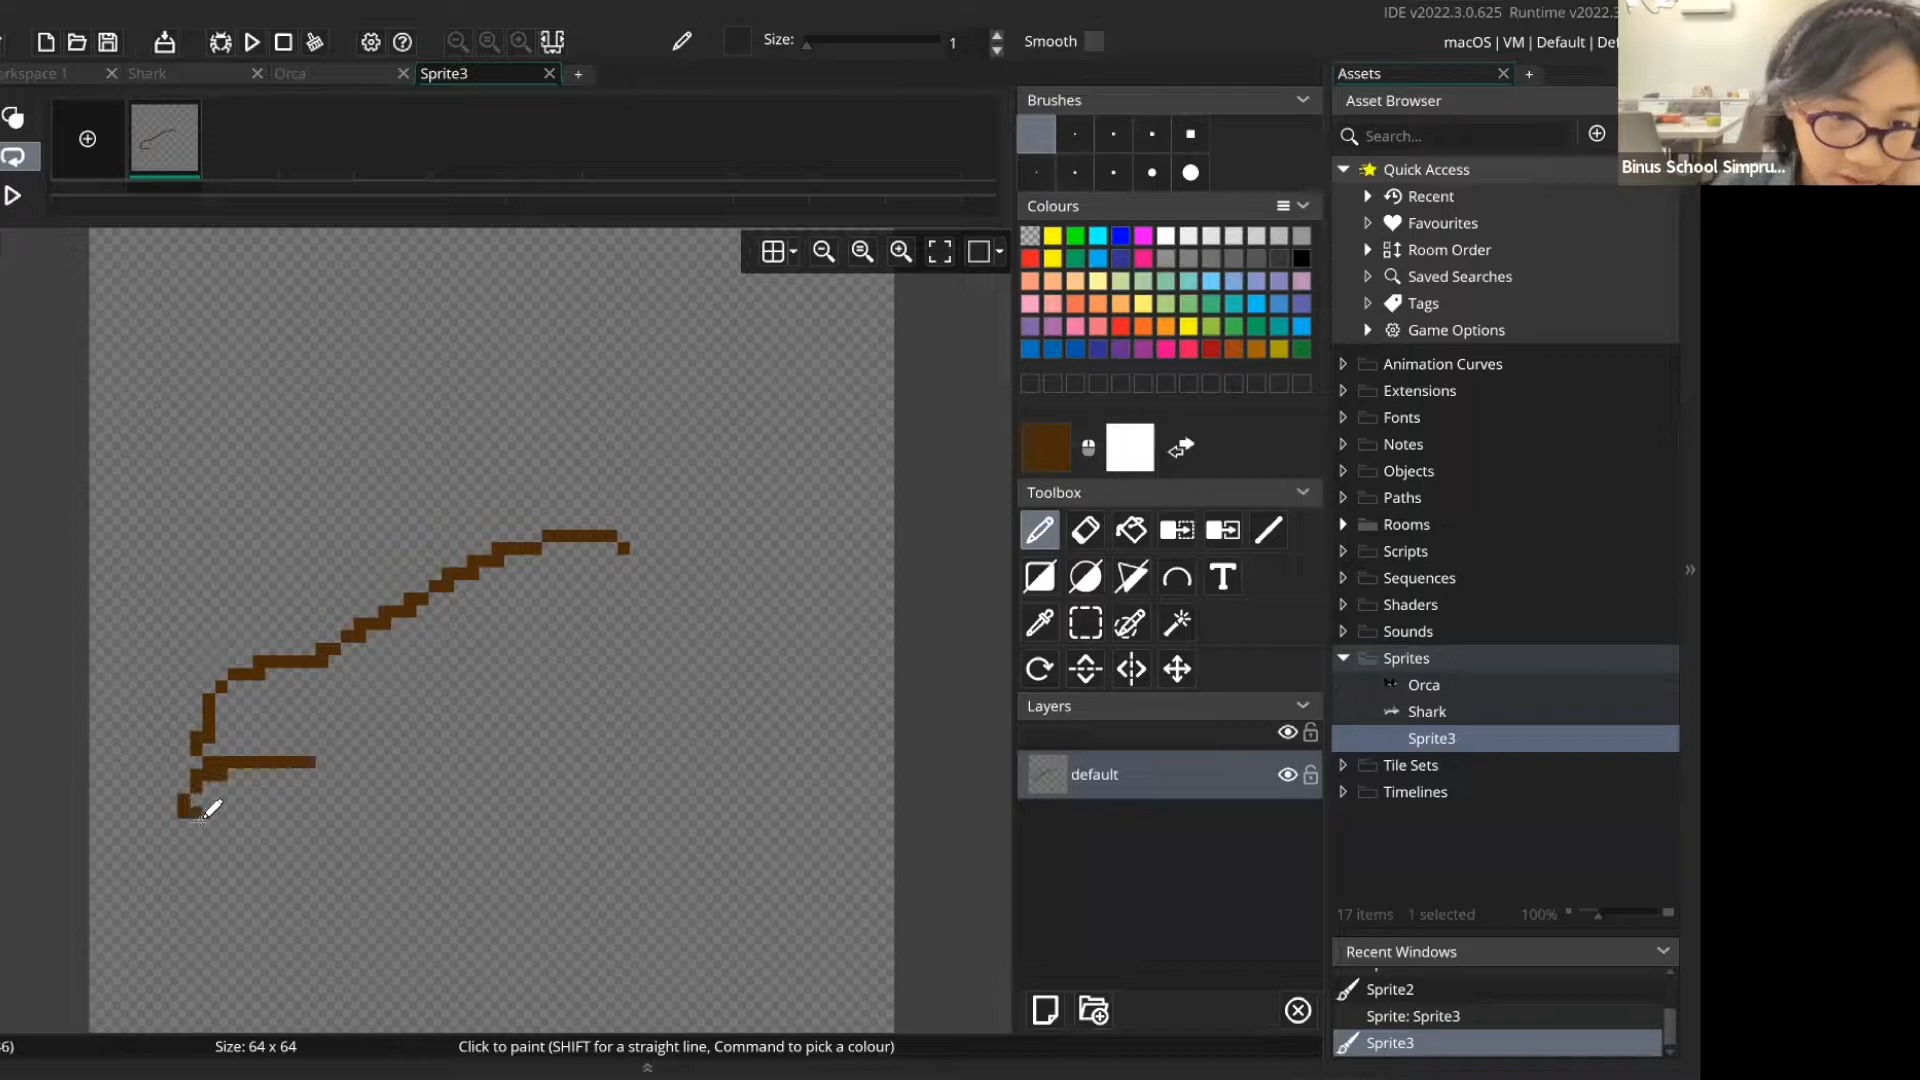 IDE v2022.3.0.625 Runtime v2022.3
Size: 1
Smooth
macOS | VM | Default |
Shark
Orca
Sprite3
Assets
Brushes
Asset Browser
Search...
Binus School Simpru...
Quick Access
Colours
Recent
Favourites
Room Order
Saved Searches
Tags
Game Options
Animation Curves
Extensions
Fonts
Notes
Objects
Paths
Toolbox
Rooms
Scripts
Sequences
Shaders
Sounds
Sprites
Orca
Layers
Shark
Sprite3
default
Tile Sets
Timelines
17 items 1 selected 100%
Recent Windows
Sprite2
Sprite: Sprite3
Sprite3
Size: 64 x 64
Click to paint (SHIFT for a straight line, Command to pick a colour)